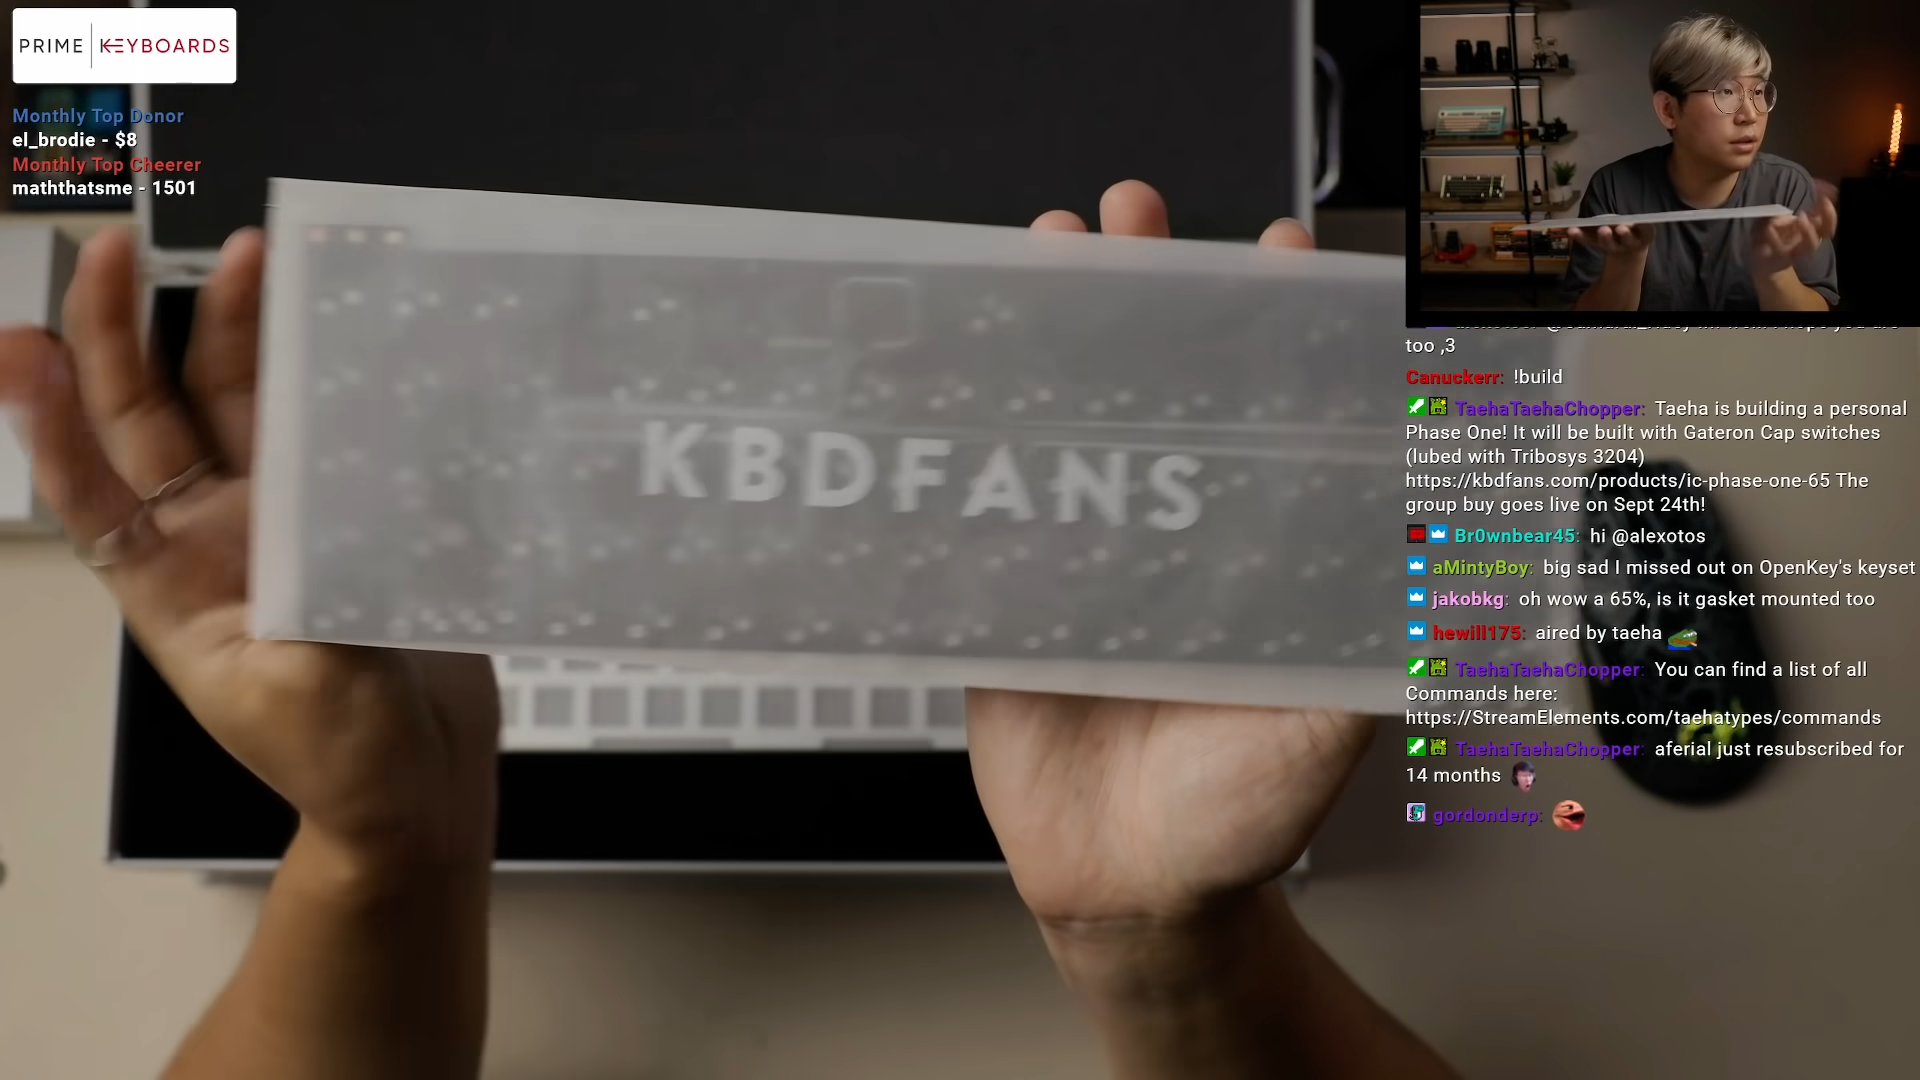 PRIME KEYBOARDS
Monthly Top Donor
el_brodie - $8
Monthly Top Cheerer
maththatsme - 1501
KBDFANS
too ,3
Canuckerr: !build
TaehaTaehaChopper: Taeha is building a personal
Phase One! It will be built with Gateron Cap switches
(lubed with Tribosys 3204)
https://kbdfans.com/products/ic-phase-one-65 The
group buy goes live on Sept 24th!
Br0wnbear45: hi @alexotos
aMintyBoy: big sad I missed out on OpenKey's keyset
jakobkg: oh wow a 65%, is it gasket mounted too
hewill175: aired by taeha
TaehaTaehaChopper: You can find a list of all
Commands here:
https://StreamElements.com/taehatypes/commands
TaehaTaehaChopper: aferial just resubscribed for
14 months
gordonderp: